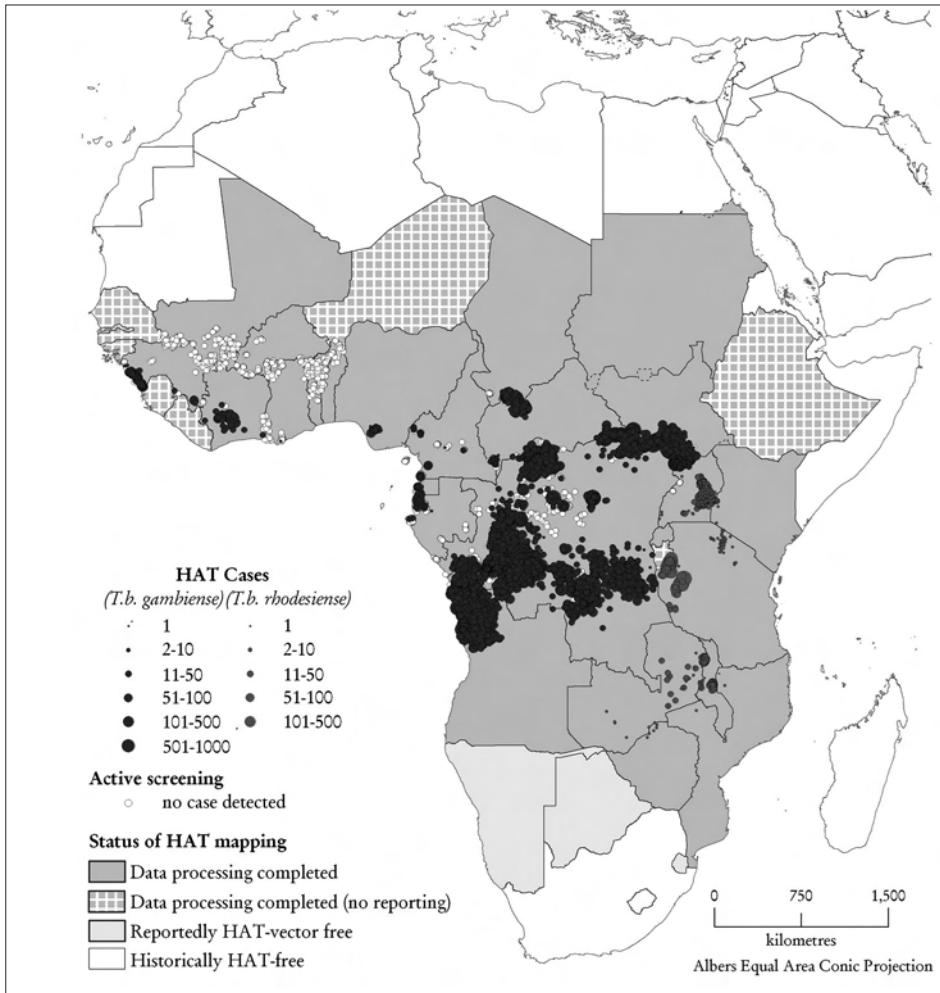 HAT Cases
(T.b. gambiense) (T.b. rhodesiense)
1 1
2-10 2-10
11-50 11-50
51-100 51-100
101-500 101-500
501-1000
Active screening
no case detected
Status of HAT mapping
Data processing completed
Data processing completed (no reporting)
Reportedly HAT-vector free
Historically HAT-free
0 750 1,500
kilometres
Albers Equal Area Conic Projection